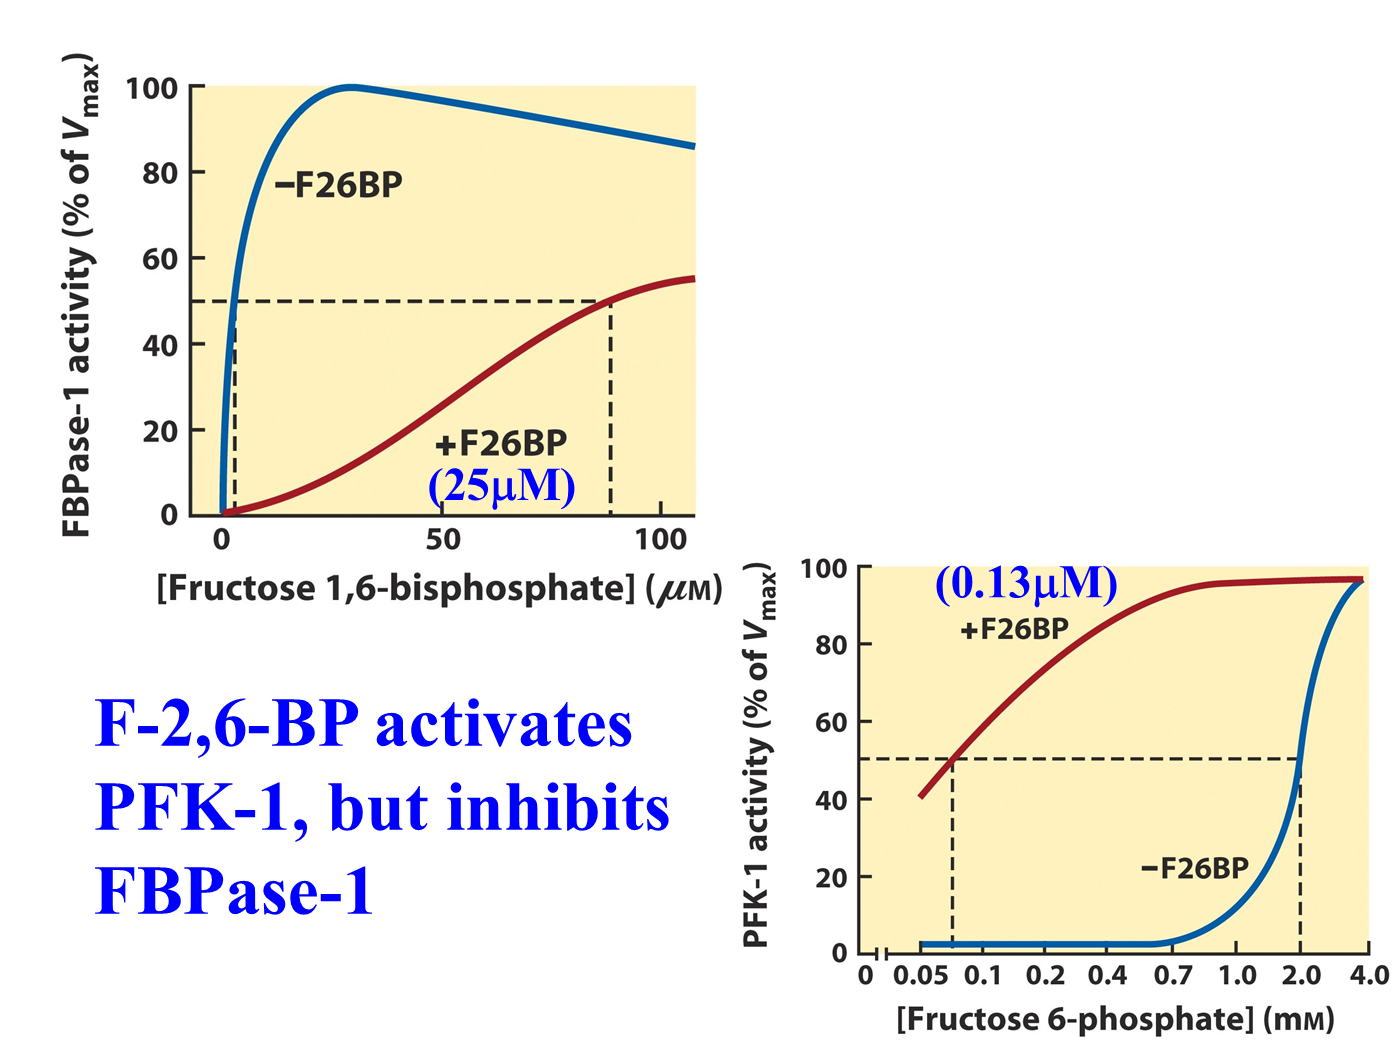 FBPase-1 activity (% of Vmax)
100
80
60
40
20
0
−F26BP
+F26BP
(25μM)
0 50 100
[Fructose 1,6-bisphosphate] (μM)
F-2,6-BP activates
PFK-1, but inhibits
FBPase-1
PFK-1 activity (% of Vmax)
100
80
60
40
20
0
(0.13μM)
+F26BP
−F26BP
0 0.05 0.1 0.2 0.4 0.7 1.0 2.0 4.0
[Fructose 6-phosphate] (mM)